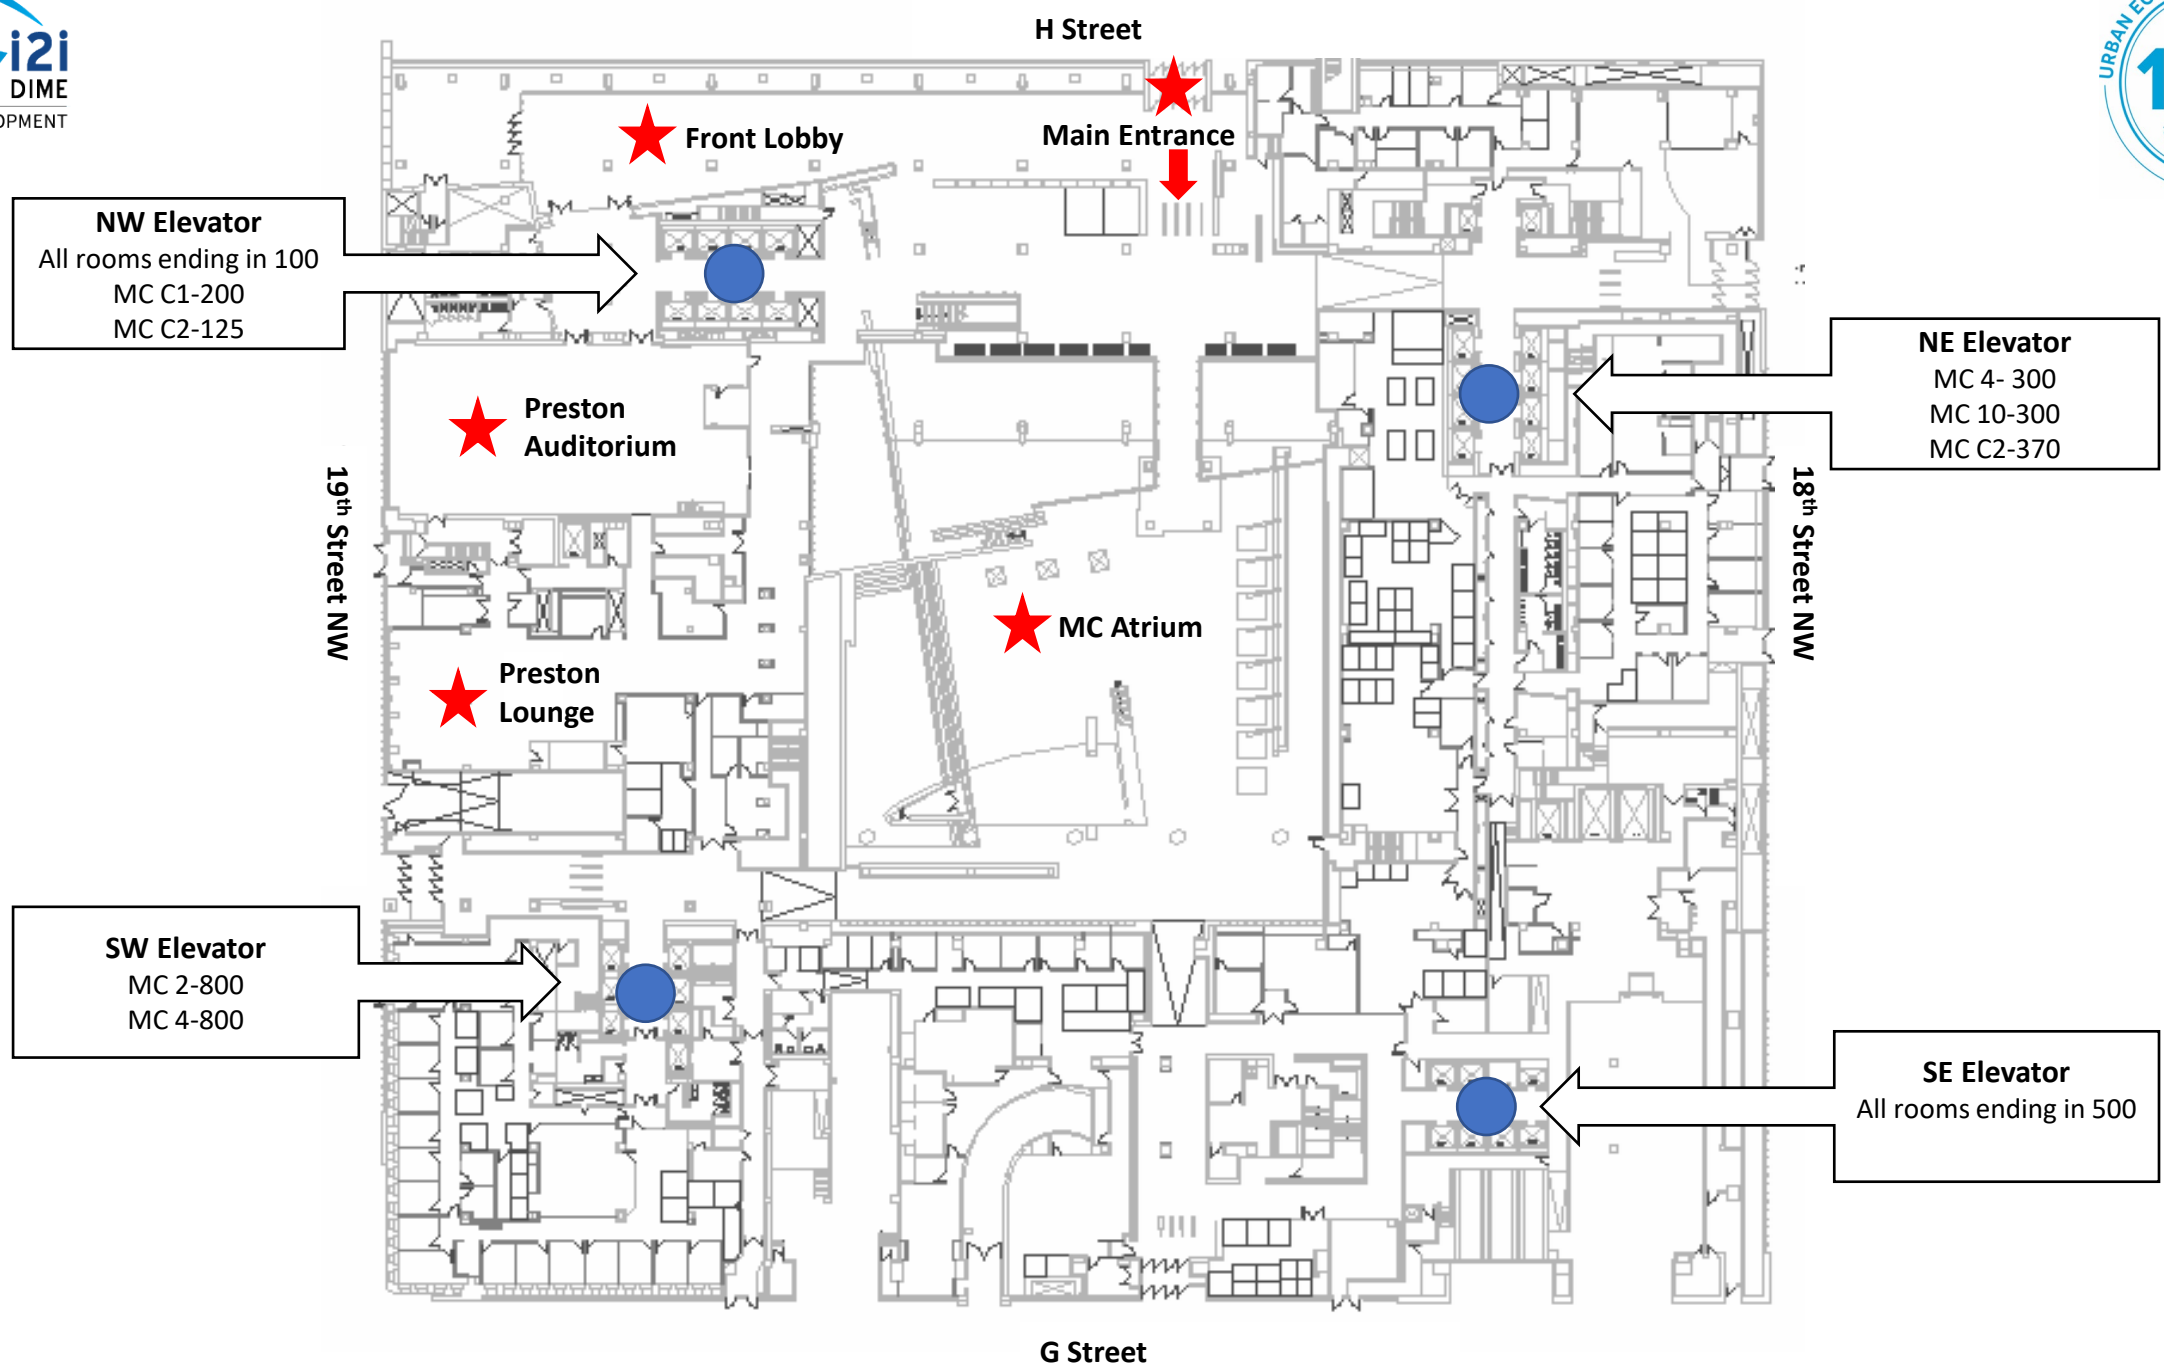 H Street
i2i
DIME
OPMENT
URBAN
Front Lobby
Main Entrance
NW Elevator
All rooms ending in 100
MC C1-200
MC C2-125
NE Elevator
MC 4- 300
MC 10-300
MC C2-370
Preston
Auditorium
19th Street NW
18th Street NW
MC Atrium
Preston
Lounge
SW Elevator
MC 2-800
MC 4-800
SE Elevator
All rooms ending in 500
G Street